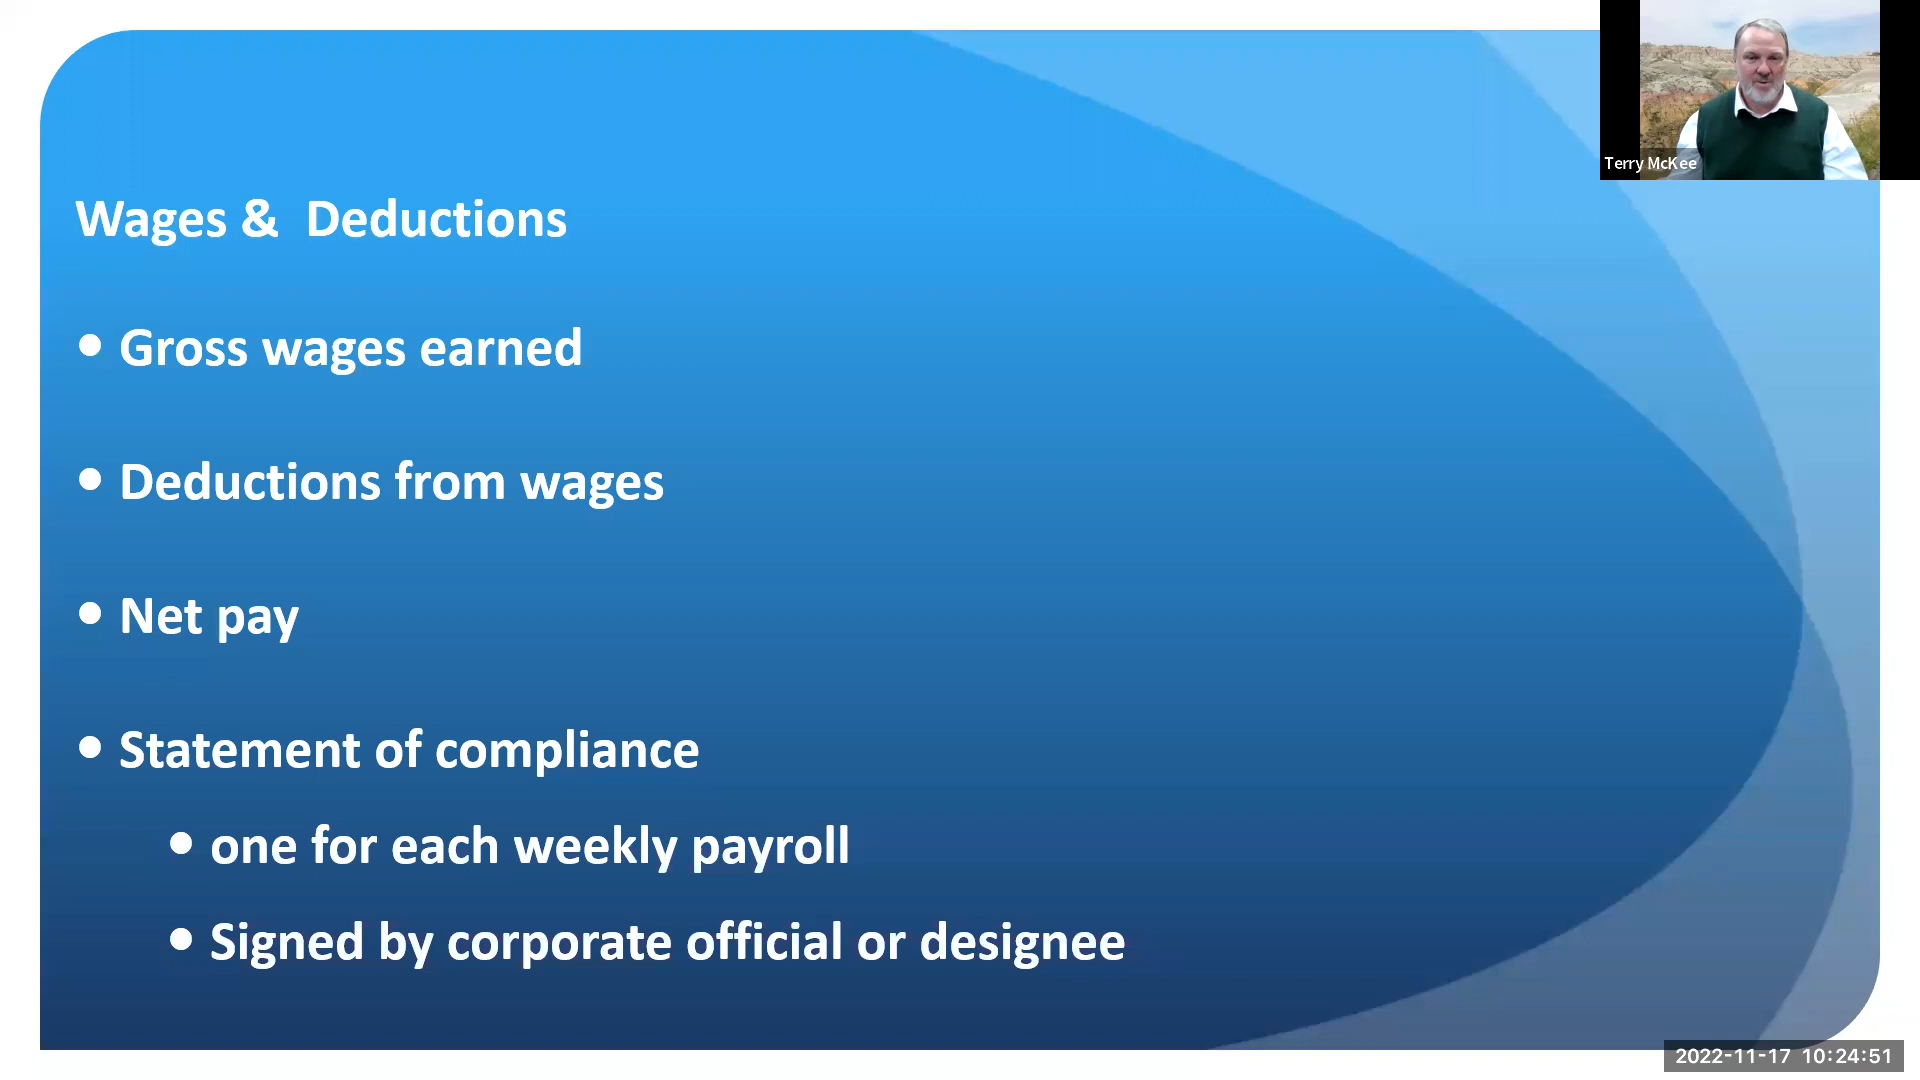 Terry McKee
Wages &  Deductions
• Gross wages earned
• Deductions from wages
• Net pay
• Statement of compliance
• one for each weekly payroll
• Signed by corporate official or designee
2022-11-17 10:24:51